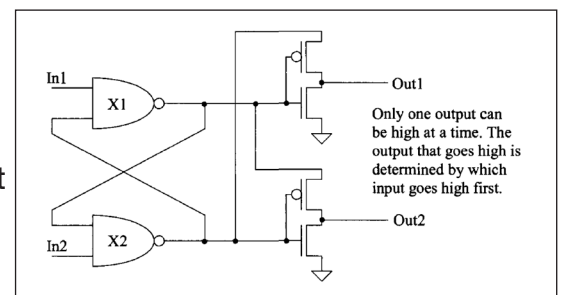 In1
X1
Out1
Only one output can
be high at a time. The
output that goes high is
determined by which
input goes high first.
t
X2
In2
Out2